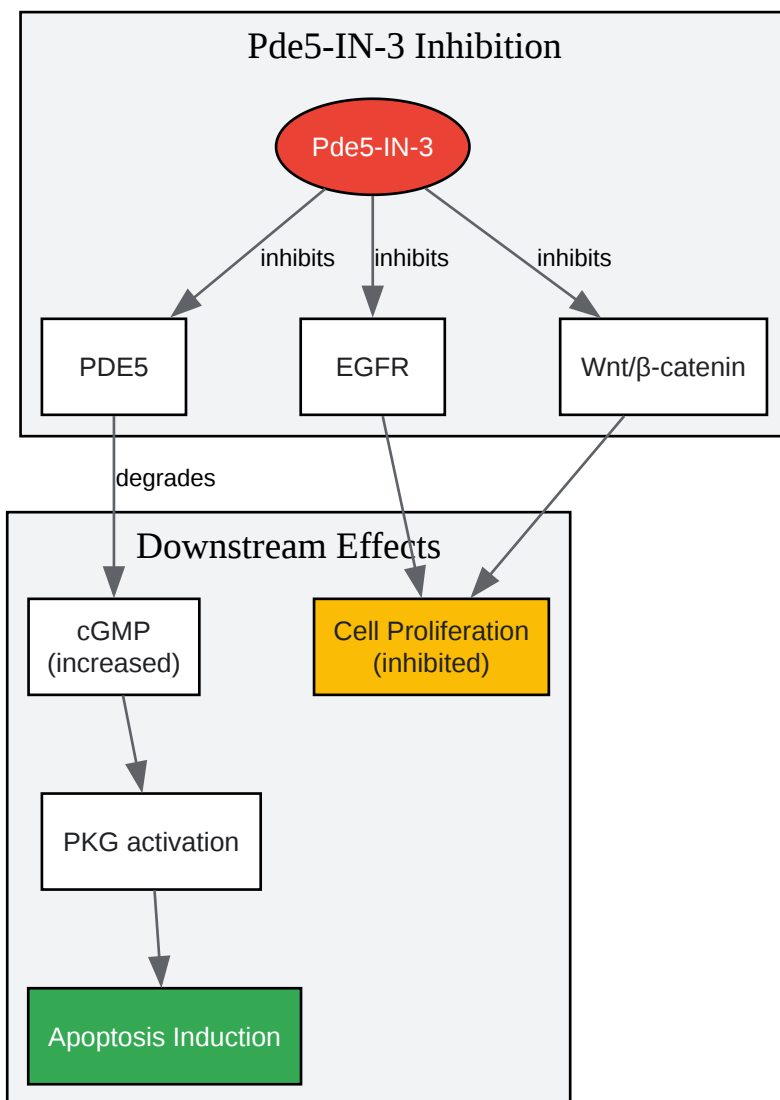 Pde5-IN-3 Inhibition
Pde5-IN-3
inhibits
inhibits
inhibits
PDE5
EGFR
Wnt/β-catenin
degrades
Downstream Effects
cGMP
(increased)
Cell Proliferation
(inhibited)
PKG activation
Apoptosis Induction